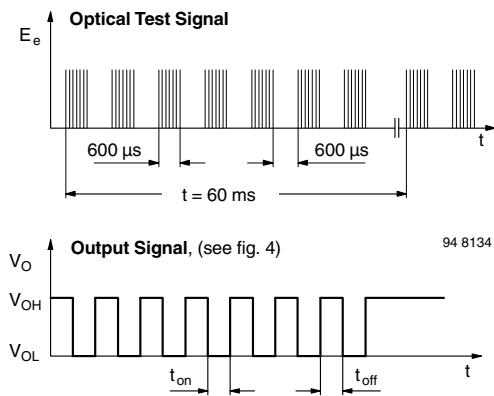 Optical Test Signal
E e
600 µs
600 µs
t
t = 60 ms
Output Signal, (see fig. 4)
94 8134
V O
V OH
V OL
t on
t off
t